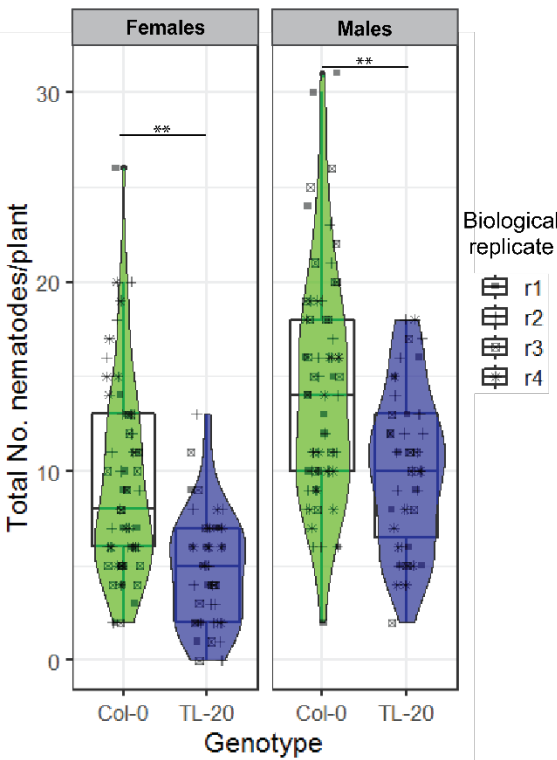 Females
Males
**
**
30
20
10
0
Total No. nematodes/plant
Col-0
TL-20
Col-0
TL-20
Genotype
Biological
replicate
r1
r2
r3
r4